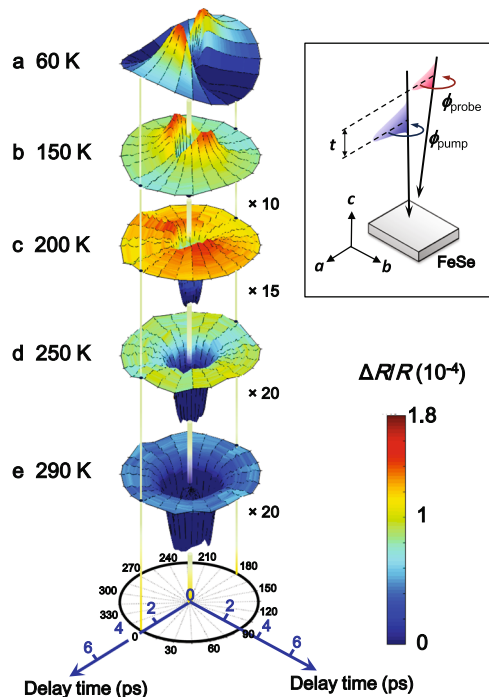 a 60 K
b 150 K
× 10
c 200 K
× 15
d 250 K
× 20
e 290 K
× 20
t
ϕprobe
ϕpump
c
a
b
FeSe
ΔR/R (10⁻⁴)
1.8
1
0
210
240
180
270
150
300
120
330
90
0
30
60
0
2
2
4
4
6
6
Delay time (ps)
Delay time (ps)